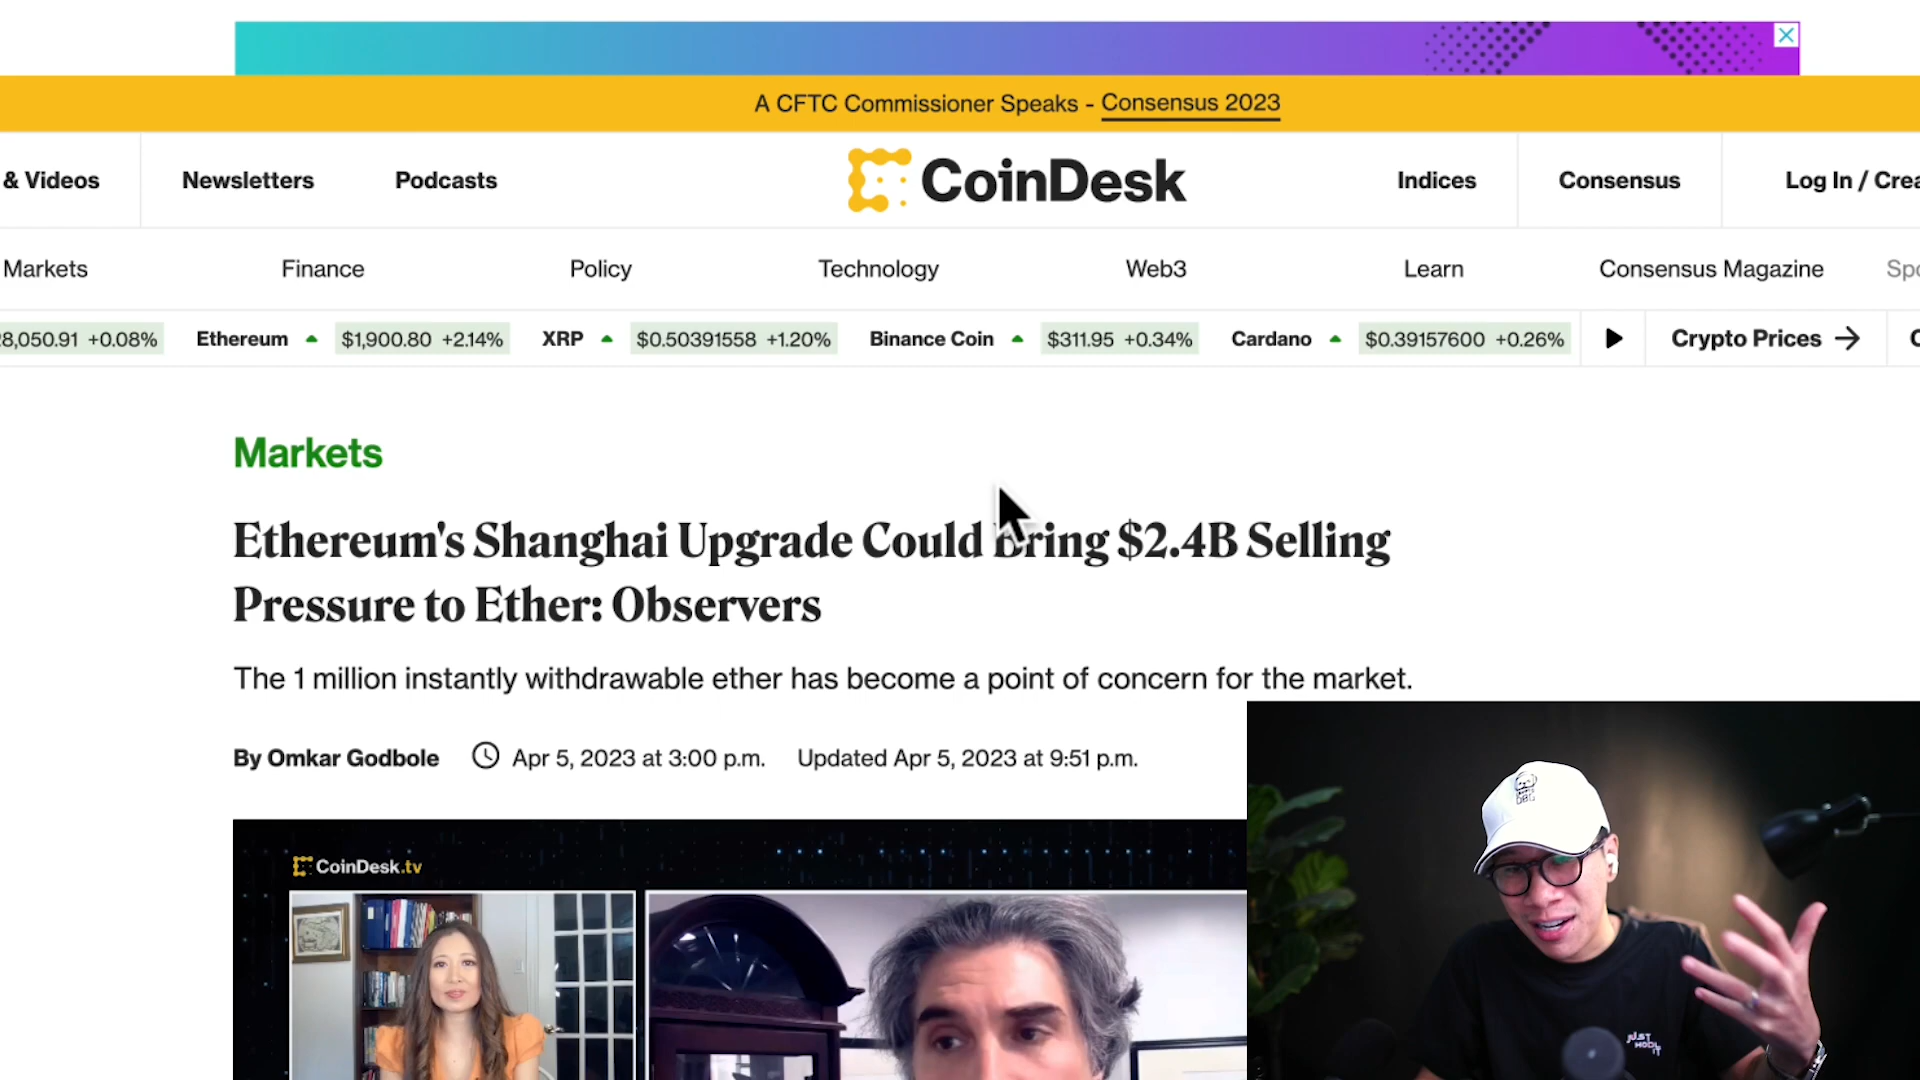 A CFTC Commissioner Speaks - Consensus 2023
& Videos
Newsletters
Podcasts
CoinDesk
Indices
Consensus
Log In / Crea
Markets
Finance
Policy
Technology
Web3
Learn
Consensus Magazine
Spo
8,050.91 +0.08%
Ethereum $1,900.80 +2.14%
XRP $0.50391558 +1.20%
Binance Coin $311.95 +0.34%
Cardano $0.39157600 +0.26%
Crypto Prices
Markets
Ethereum's Shanghai Upgrade Could Bring $2.4B Selling
Pressure to Ether: Observers
The 1 million instantly withdrawable ether has become a point of concern for the market.
By Omkar Godbole
Apr 5, 2023 at 3:00 p.m.
Updated Apr 5, 2023 at 9:51 p.m.
CoinDesk.tv
JUST
HODL
IT